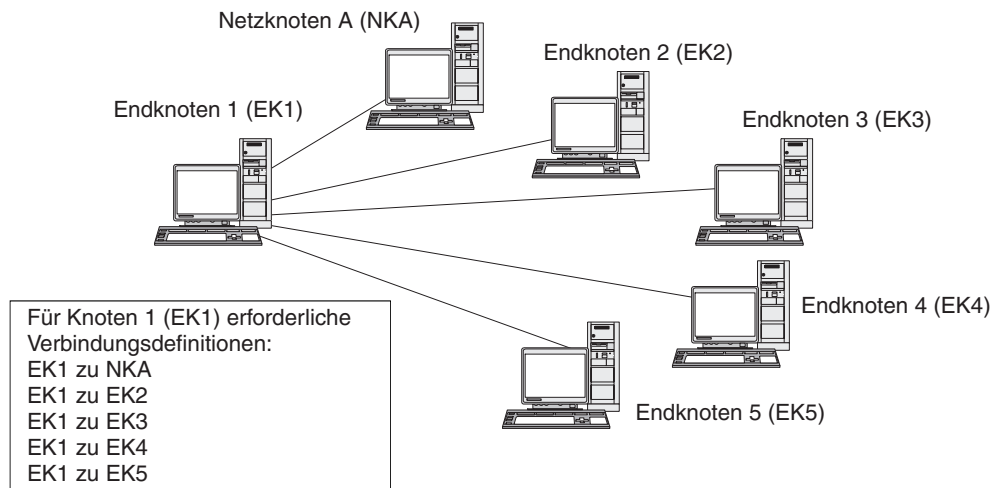 Netzknoten A (NKA)
Endknoten 2 (EK2)
Endknoten 1 (EK1)
Endknoten 3 (EK3)
Endknoten 4 (EK4)
Endknoten 5 (EK5)
Für Knoten 1 (EK1) erforderliche
Verbindungsdefinitionen:
EK1 zu NKA
EK1 zu EK2
EK1 zu EK3
EK1 zu EK4
EK1 zu EK5